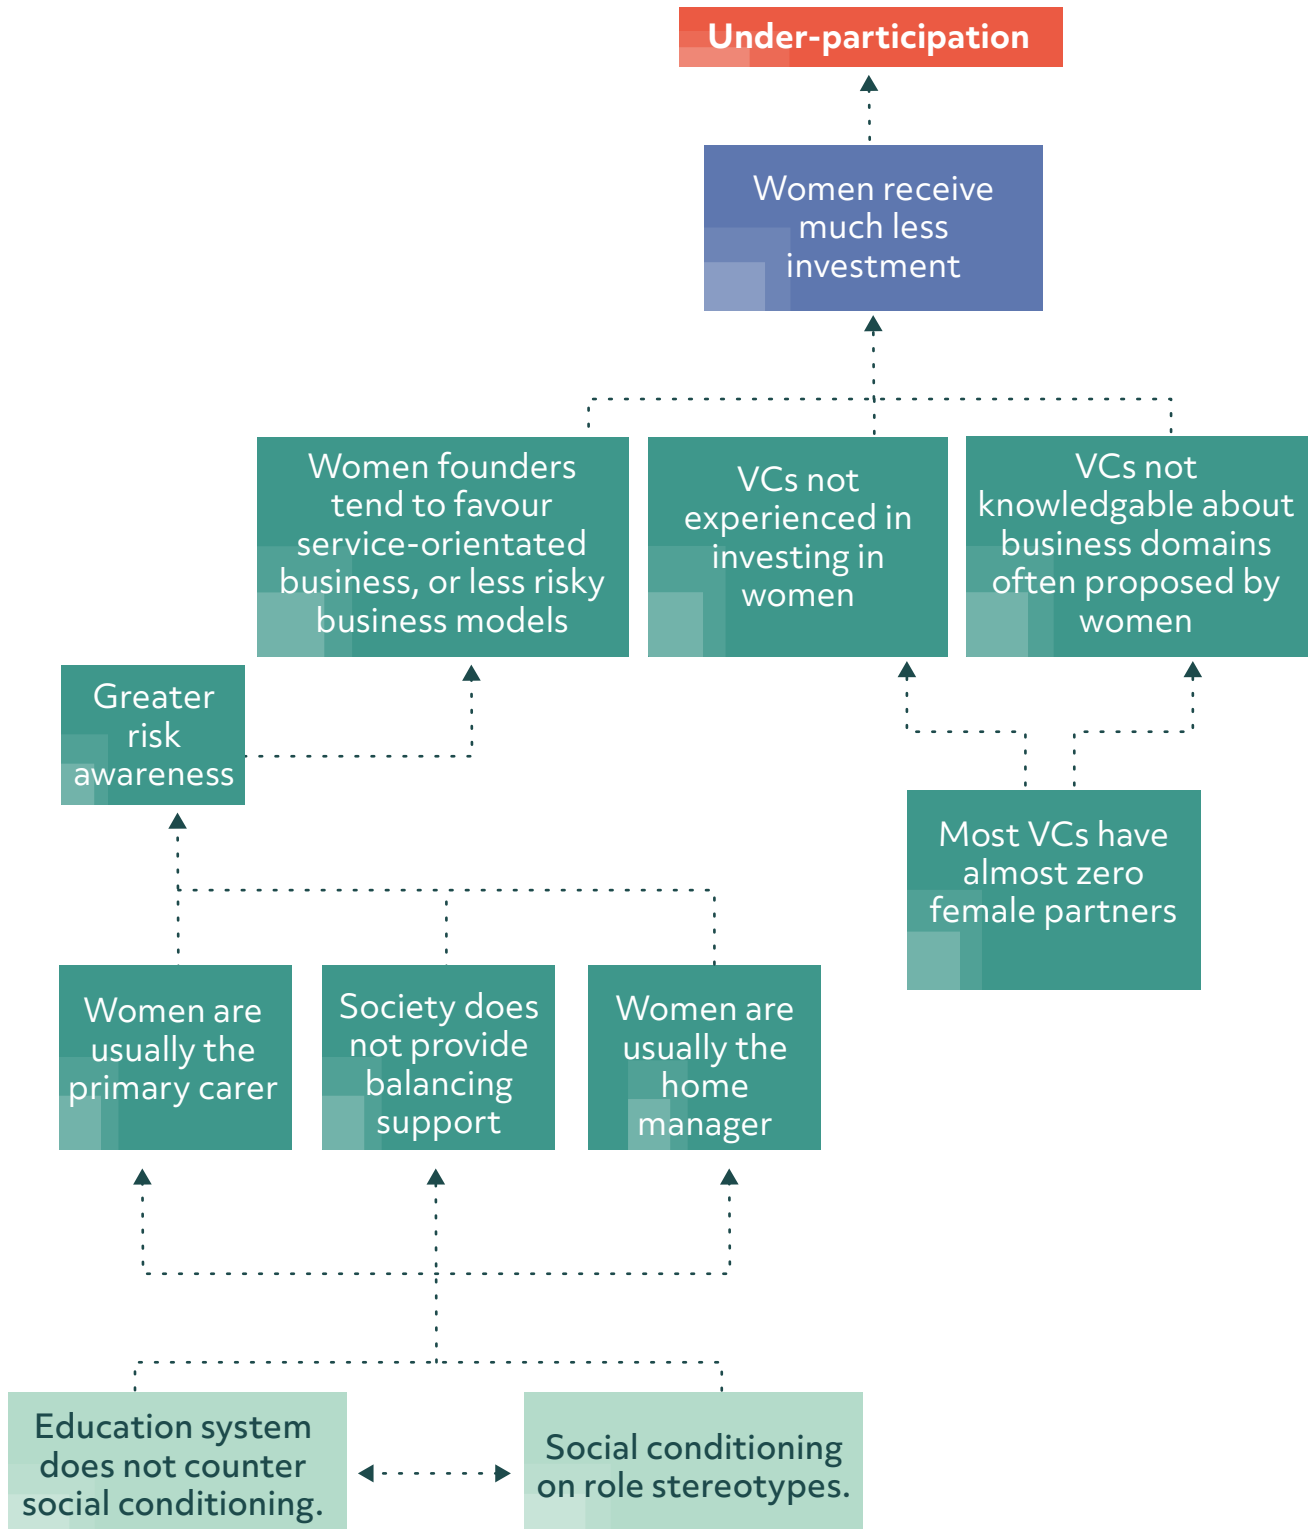 Under-participation
Women receive
much less
investment
Women founders
tend to favour
service-orientated
business, or less risky
business models
VCs not
experienced in
investing in
women
VCs not
knowledgable about
business domains
often proposed by
women
Greater
risk
awareness
Most VCs have
almost zero
female partners
Women are
usually the
primary carer
Society does
not provide
balancing
support
Women are
usually the
home
manager
Education system
does not counter
social conditioning.
Social conditioning
on role stereotypes.